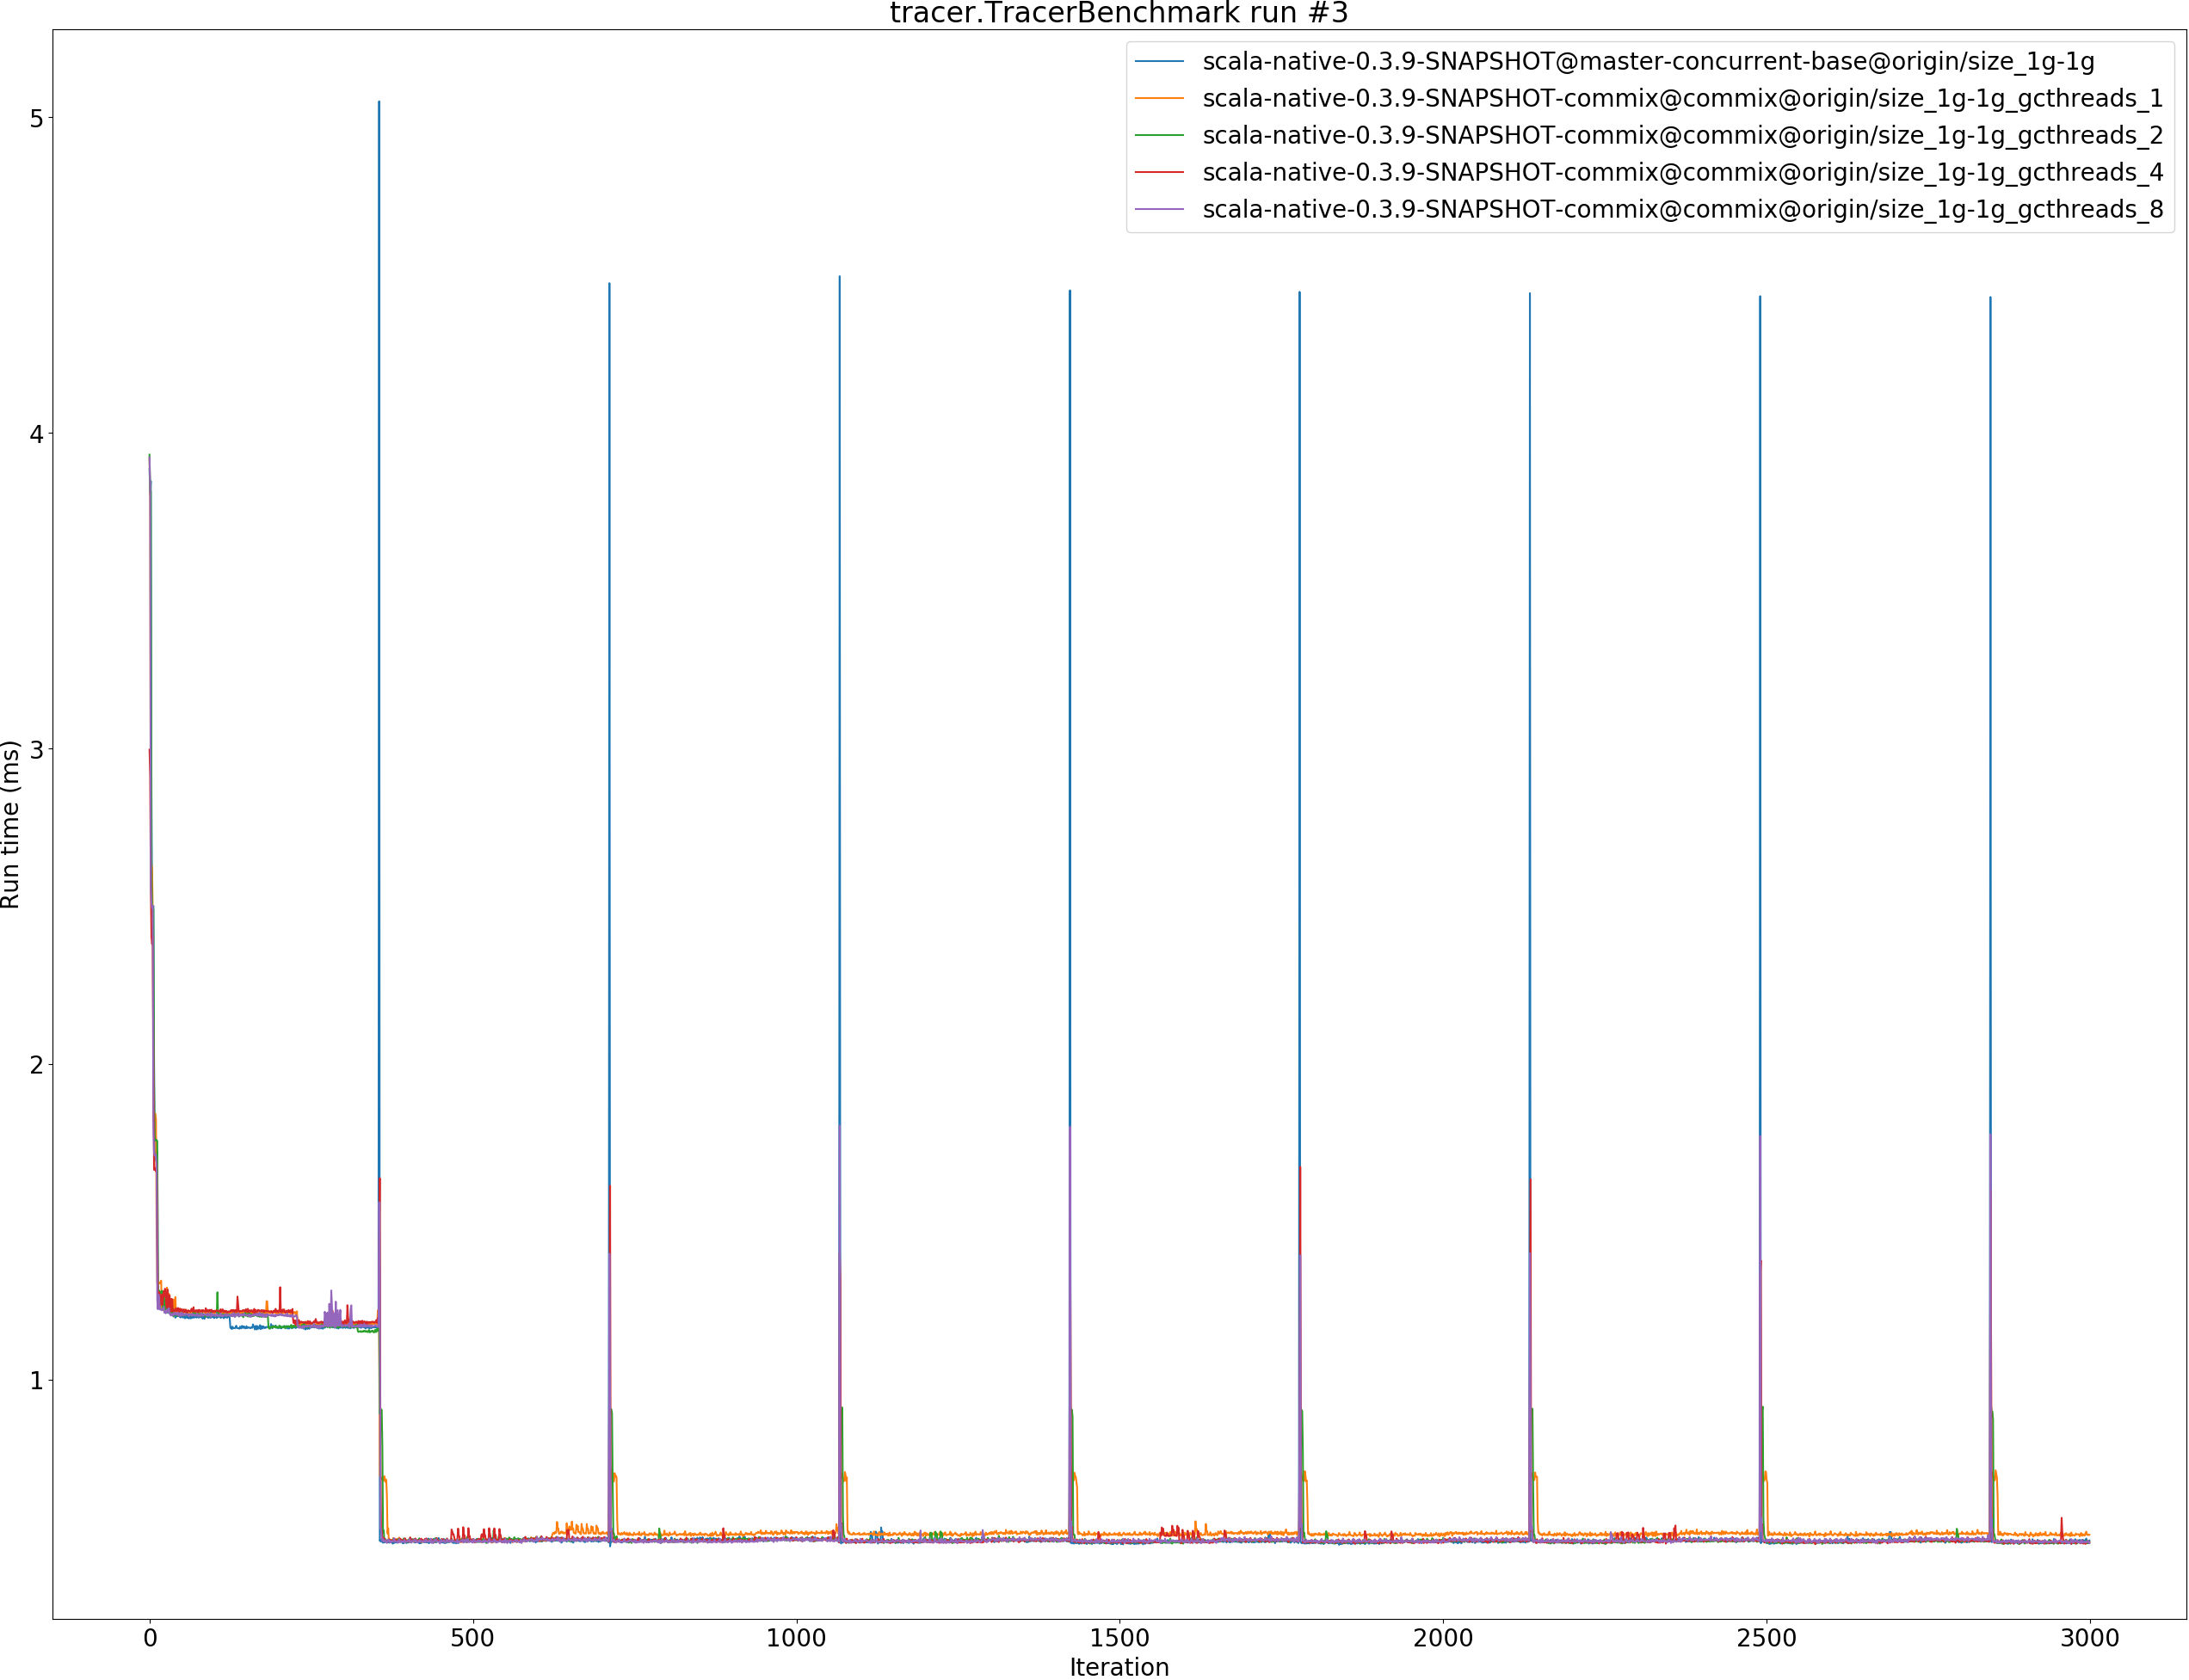 tracer.TracerBenchmark run #3
scala-native-0.3.9-SNAPSHOT@master-concurrent-base@origin/size_1g-1g
scala-native-0.3.9-SNAPSHOT-commix@commix@origin/size_1g-1g_gcthreads_1
scala-native-0.3.9-SNAPSHOT-commix@commix@origin/size_1g-1g_gcthreads_2
scala-native-0.3.9-SNAPSHOT-commix@commix@origin/size_1g-1g_gcthreads_4
scala-native-0.3.9-SNAPSHOT-commix@commix@origin/size_1g-1g_gcthreads_8
5
4
3
2
1
Run time (ms)
0 500 1000 1500 2000 2500 3000
Iteration